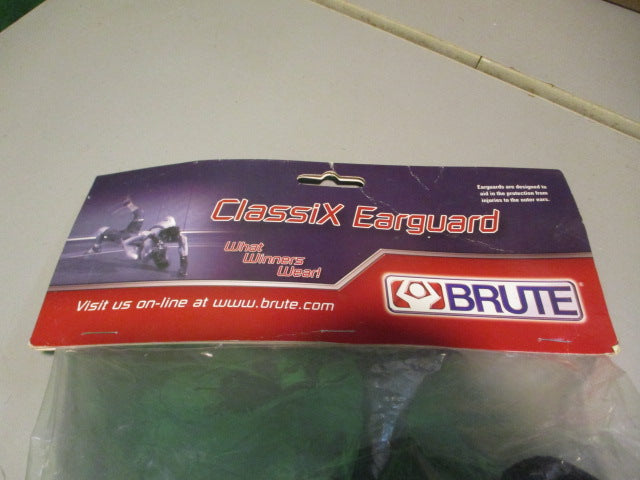 Earguards are designed to
aid in the protection from
injuries to the outer ears.
ClassiX Earguard
What
Winners
Wear!
BRUTE
Visit us on-line at www.brute.com